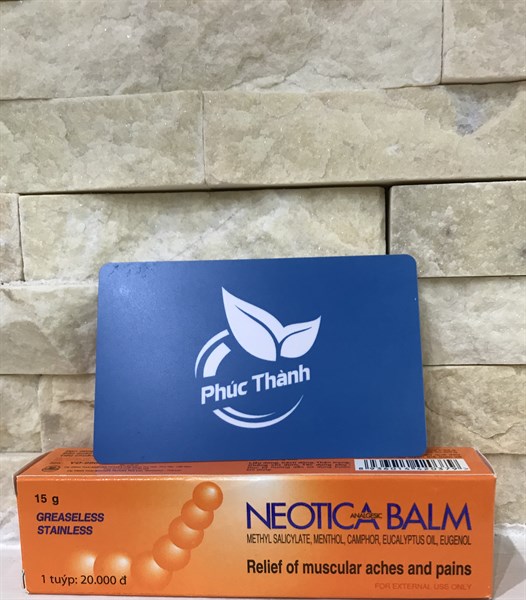 Phúc Thành
15 g
GREASELESS
STAINLESS
NEOTICA ANALGESIC BALM
METHYL SALICYLATE, MENTHOL, CAMPHOR, EUCALYPTUS OIL, EUGENOL
Relief of muscular aches and pains
1 tuýp: 20.000 đ
FOR EXTERNAL USE ONLY